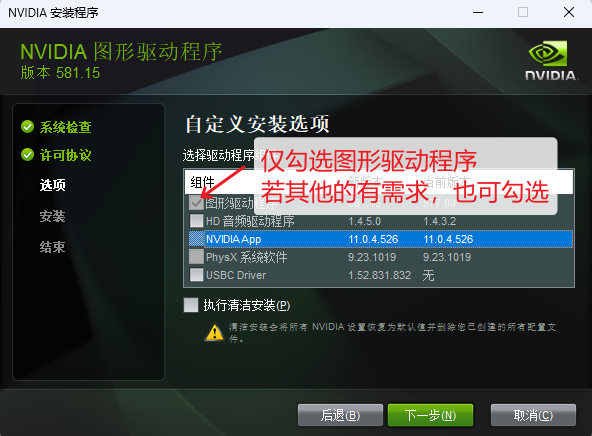 NVIDIA 安装程序
NVIDIA 图形驱动程序
版本 581.15
NVIDIA.
系统检查
许可协议
选项
安装
结束
自定义安装选项
选择驱动程序
仅勾选图形驱动程序
若其他的有需求，也可勾选
组件 新版本 当前版本
图形驱动程序
HD 音频驱动程序 1.4.5.0 1.4.3.2
NVIDIA App 11.0.4.526 11.0.4.526
PhysX 系统软件 9.23.1019 9.23.1019
USBC Driver 1.52.831.832 无
执行清洁安装(P)
清洁安装会将所有 NVIDIA 设置恢复为默认值并删除您已创建的所有配置文
件。
后退(B) 下一步(N) 取消(C)